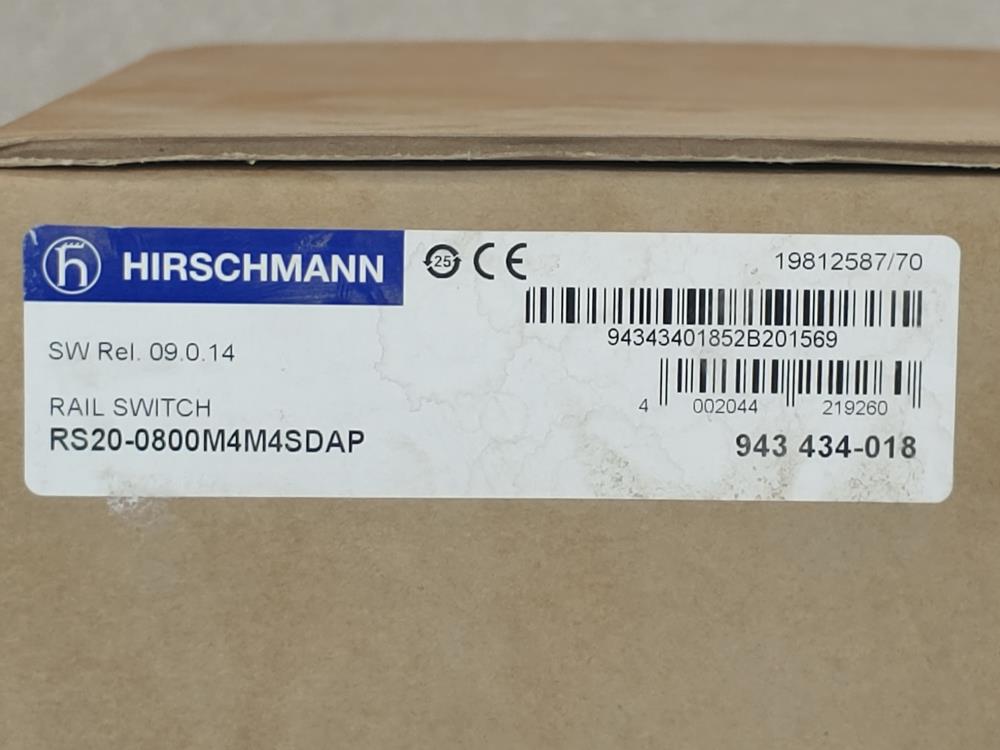 HIRSCHMANN
25
CE
19812587/70
94343401852B201569
SW Rel. 09.0.14
4 002044 219260
RAIL SWITCH
RS20-0800M4M4SDAP
943 434-018